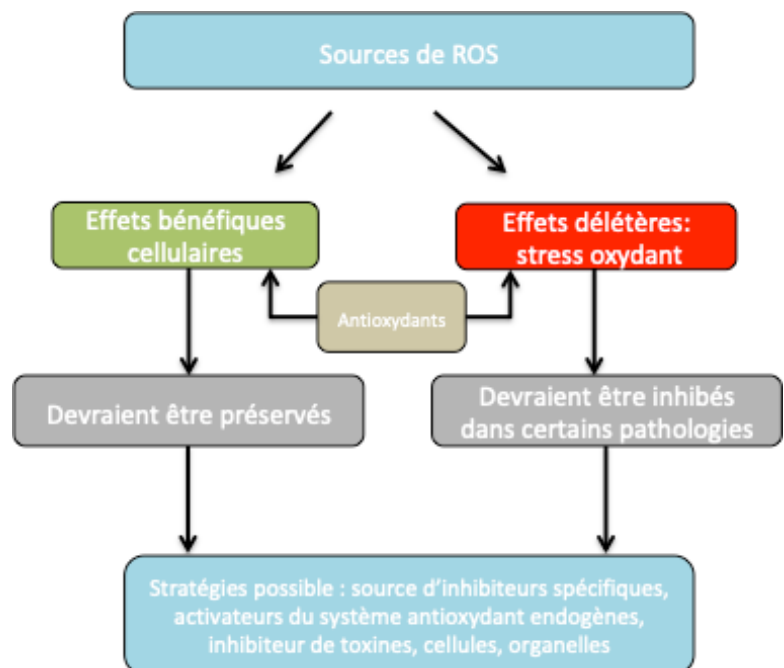 Sources de ROS
Effets bénéfiques
cellulaires
Effets délétères:
stress oxydant
Antioxydants
Devraient être préservés
Devraient être inhibés
dans certains pathologies
Stratégies possible : source d'inhibiteurs spécifiques,
activateurs du système antioxydant endogènes,
inhibiteur de toxines, cellules, organelles